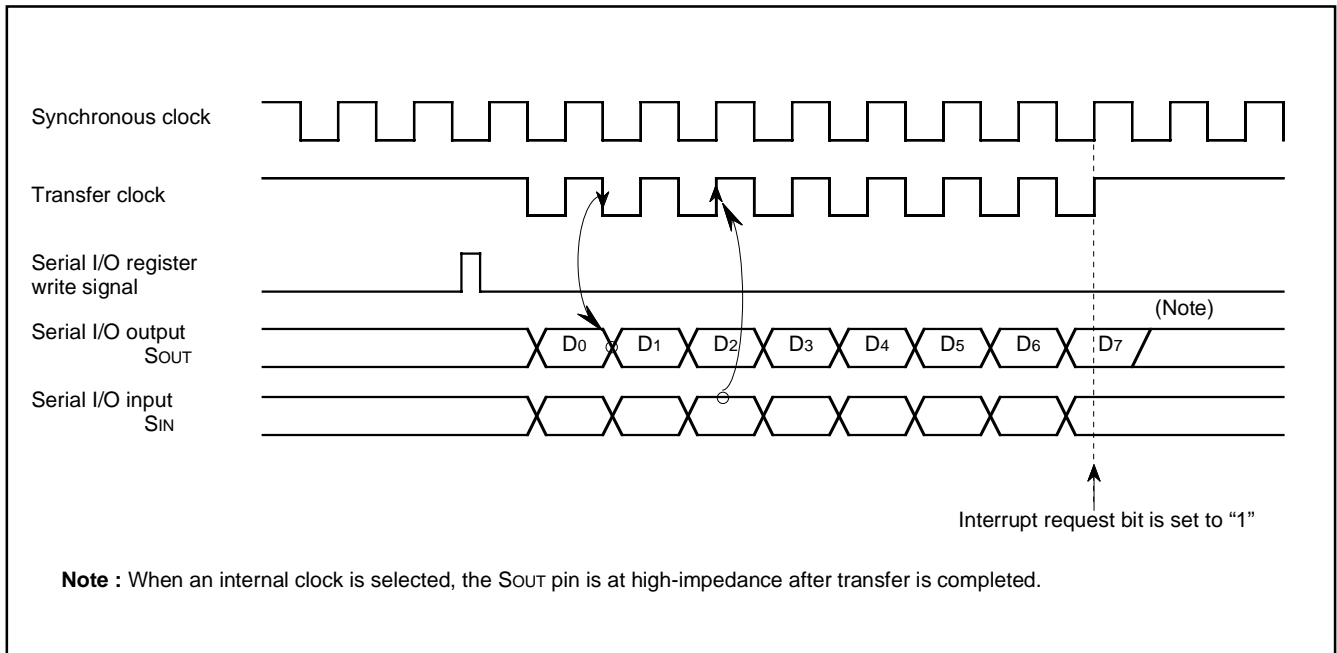 Synchronous clock
Transfer clock
Serial I/O register
write signal
(Note)
Serial I/O output
SOUT
D0 D1 D2 D3 D4 D5 D6 D7
Serial I/O input
SIN
Interrupt request bit is set to “1”
Note : When an internal clock is selected, the SOUT pin is at high-impedance after transfer is completed.